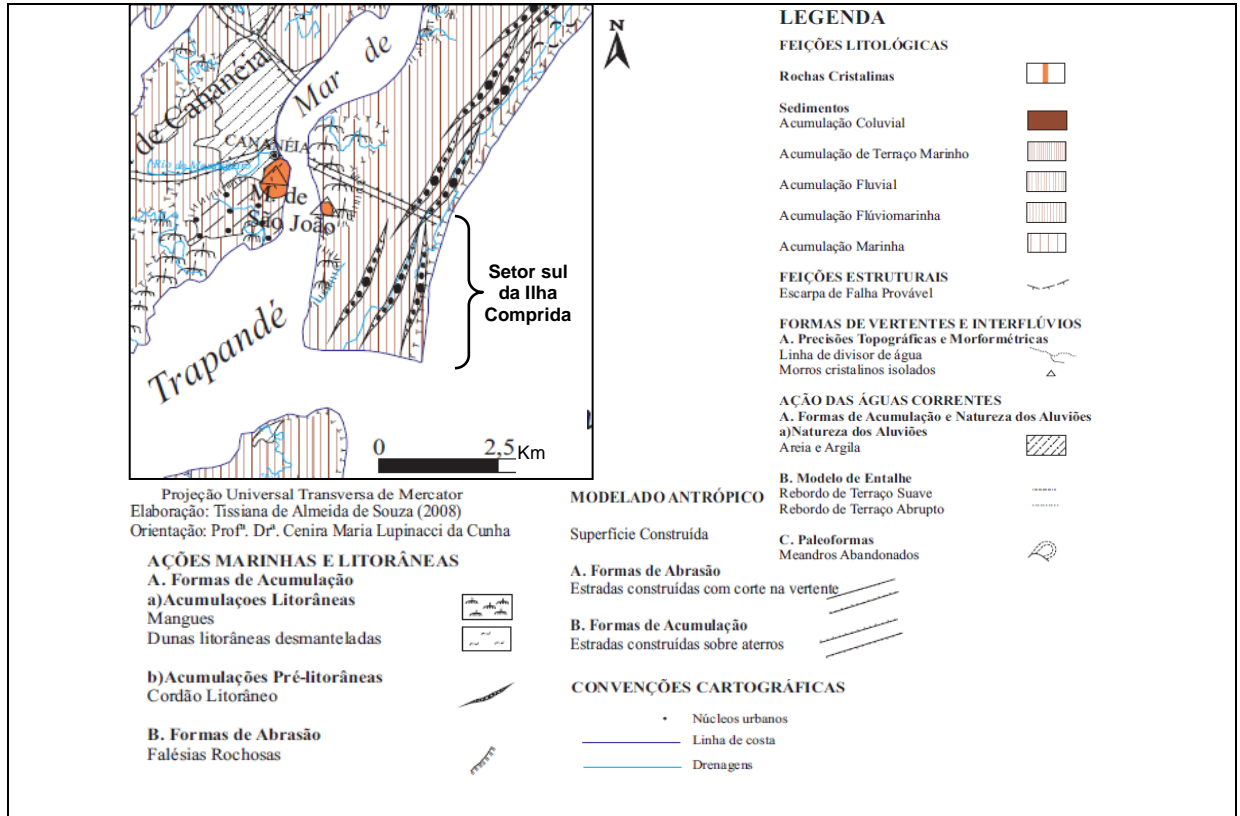 de Cananéia
Mar de
CANANÉIA
M. de
São João
Trapandé
N
Setor sul
da Ilha
Comprida
0 2,5 Km
Projeção Universal Transversa de Mercator
Elaboração: Tissiana de Almeida de Souza (2008)
Orientação: Profª. Drª. Cenira Maria Lupinacci da Cunha
AÇÕES MARINHAS E LITORÂNEAS
A. Formas de Acumulação
a)Acumulaçoes Litorâneas
Mangues
Dunas litorâneas desmanteladas
b)Acumulações Pré-litorâneas
Cordão Litorâneo
B. Formas de Abrasão
Falésias Rochosas
MODELADO ANTRÓPICO
Superfície Construída
A. Formas de Abrasão
Estradas construídas com corte na vertente
B. Formas de Acumulação
Estradas construídas sobre aterros
CONVENÇÕES CARTOGRÁFICAS
Núcleos urbanos
Linha de costa
Drenagens
LEGENDA
FEIÇÕES LITOLÓGICAS
Rochas Cristalinas
Sedimentos
Acumulação Coluvial
Acumulação de Terraço Marinho
Acumulação Fluvial
Acumulação Flúviomarinha
Acumulação Marinha
FEIÇÕES ESTRUTURAIS
Escarpa de Falha Provável
FORMAS DE VERTENTES E INTERFLÚVIOS
A. Precisões Topográficas e Morformétricas
Linha de divisor de água
Morros cristalinos isolados
AÇÃO DAS ÁGUAS CORRENTES
A. Formas de Acumulação e Natureza dos Aluviões
a)Natureza dos Aluviões
Areia e Argila
B. Modelo de Entalhe
Rebordo de Terraço Suave
Rebordo de Terraço Abrupto
C. Paleoformas
Meandros Abandonados